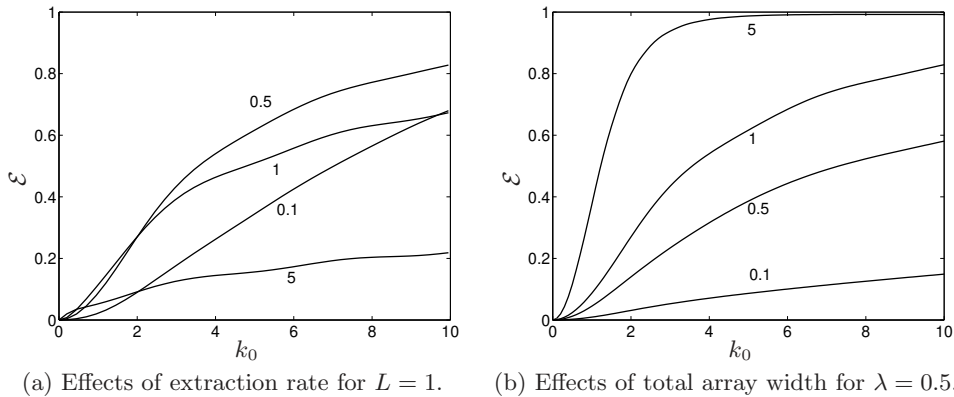 1
0.8
0.6
0.4
0.2
0
ℰ
0.5
1
0.1
5
0 2 4 6 8 10
k₀
(a) Effects of extraction rate for L = 1.
1
0.8
0.6
0.4
0.2
0
ℰ
5
1
0.5
0.1
0 2 4 6 8 10
k₀
(b) Effects of total array width for λ = 0.5.